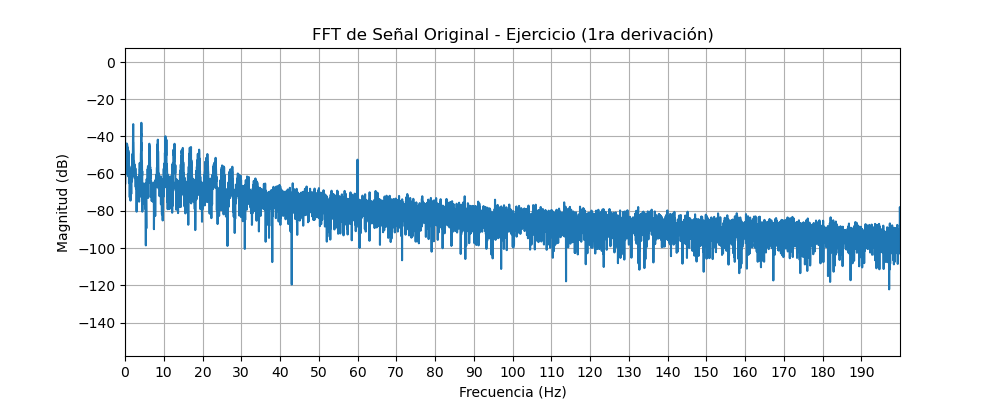 FFT de Señal Original - Ejercicio (1ra derivación)
Magnitud (dB)
0
−20
−40
−60
−80
−100
−120
−140
0 10 20 30 40 50 60 70 80 90 100 110 120 130 140 150 160 170 180 190
Frecuencia (Hz)